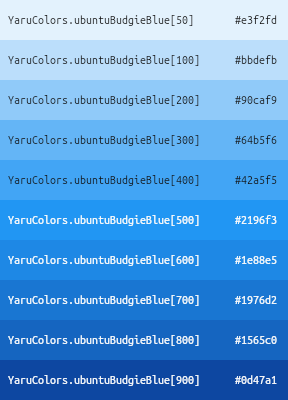 YaruColors.ubuntuBudgieBlue[50] #e3f2fd
YaruColors.ubuntuBudgieBlue[100] #bbdefb
YaruColors.ubuntuBudgieBlue[200] #90caf9
YaruColors.ubuntuBudgieBlue[300] #64b5f6
YaruColors.ubuntuBudgieBlue[400] #42a5f5
YaruColors.ubuntuBudgieBlue[500] #2196f3
YaruColors.ubuntuBudgieBlue[600] #1e88e5
YaruColors.ubuntuBudgieBlue[700] #1976d2
YaruColors.ubuntuBudgieBlue[800] #1565c0
YaruColors.ubuntuBudgieBlue[900] #0d47a1